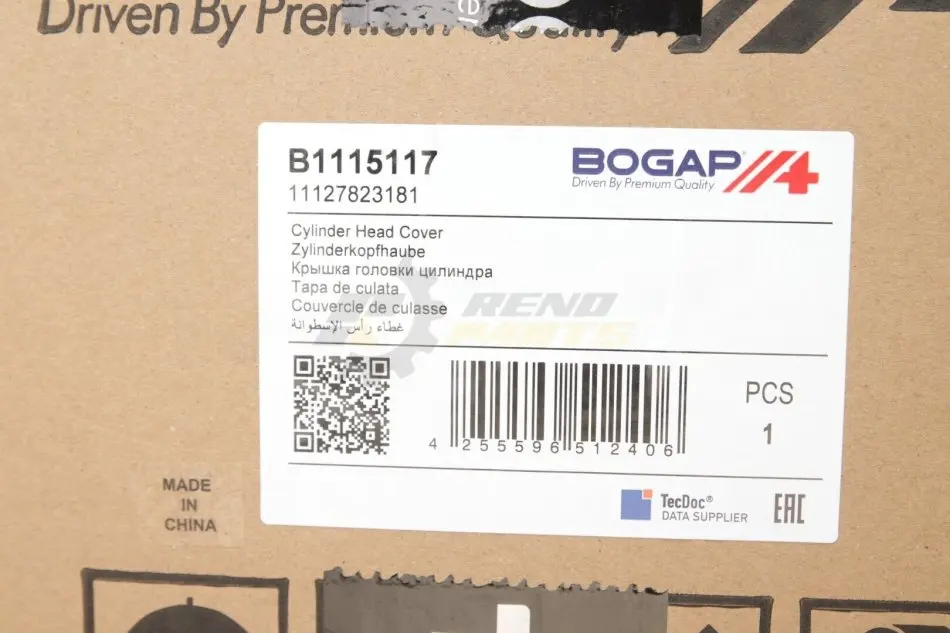 Driven By Premium Quality
B1115117
11127823181
BOGAP
Driven By Premium Quality
Cylinder Head Cover
Zylinderkopfhaube
Крышка головки цилиндра
Tapa de culata
Couvercle de culasse
غطاء رأس الإسطوانة
RENO
PARTS
PCS
1
4 255596 512406
MADE
IN
CHINA
TecDoc®
DATA SUPPLIER
EAC